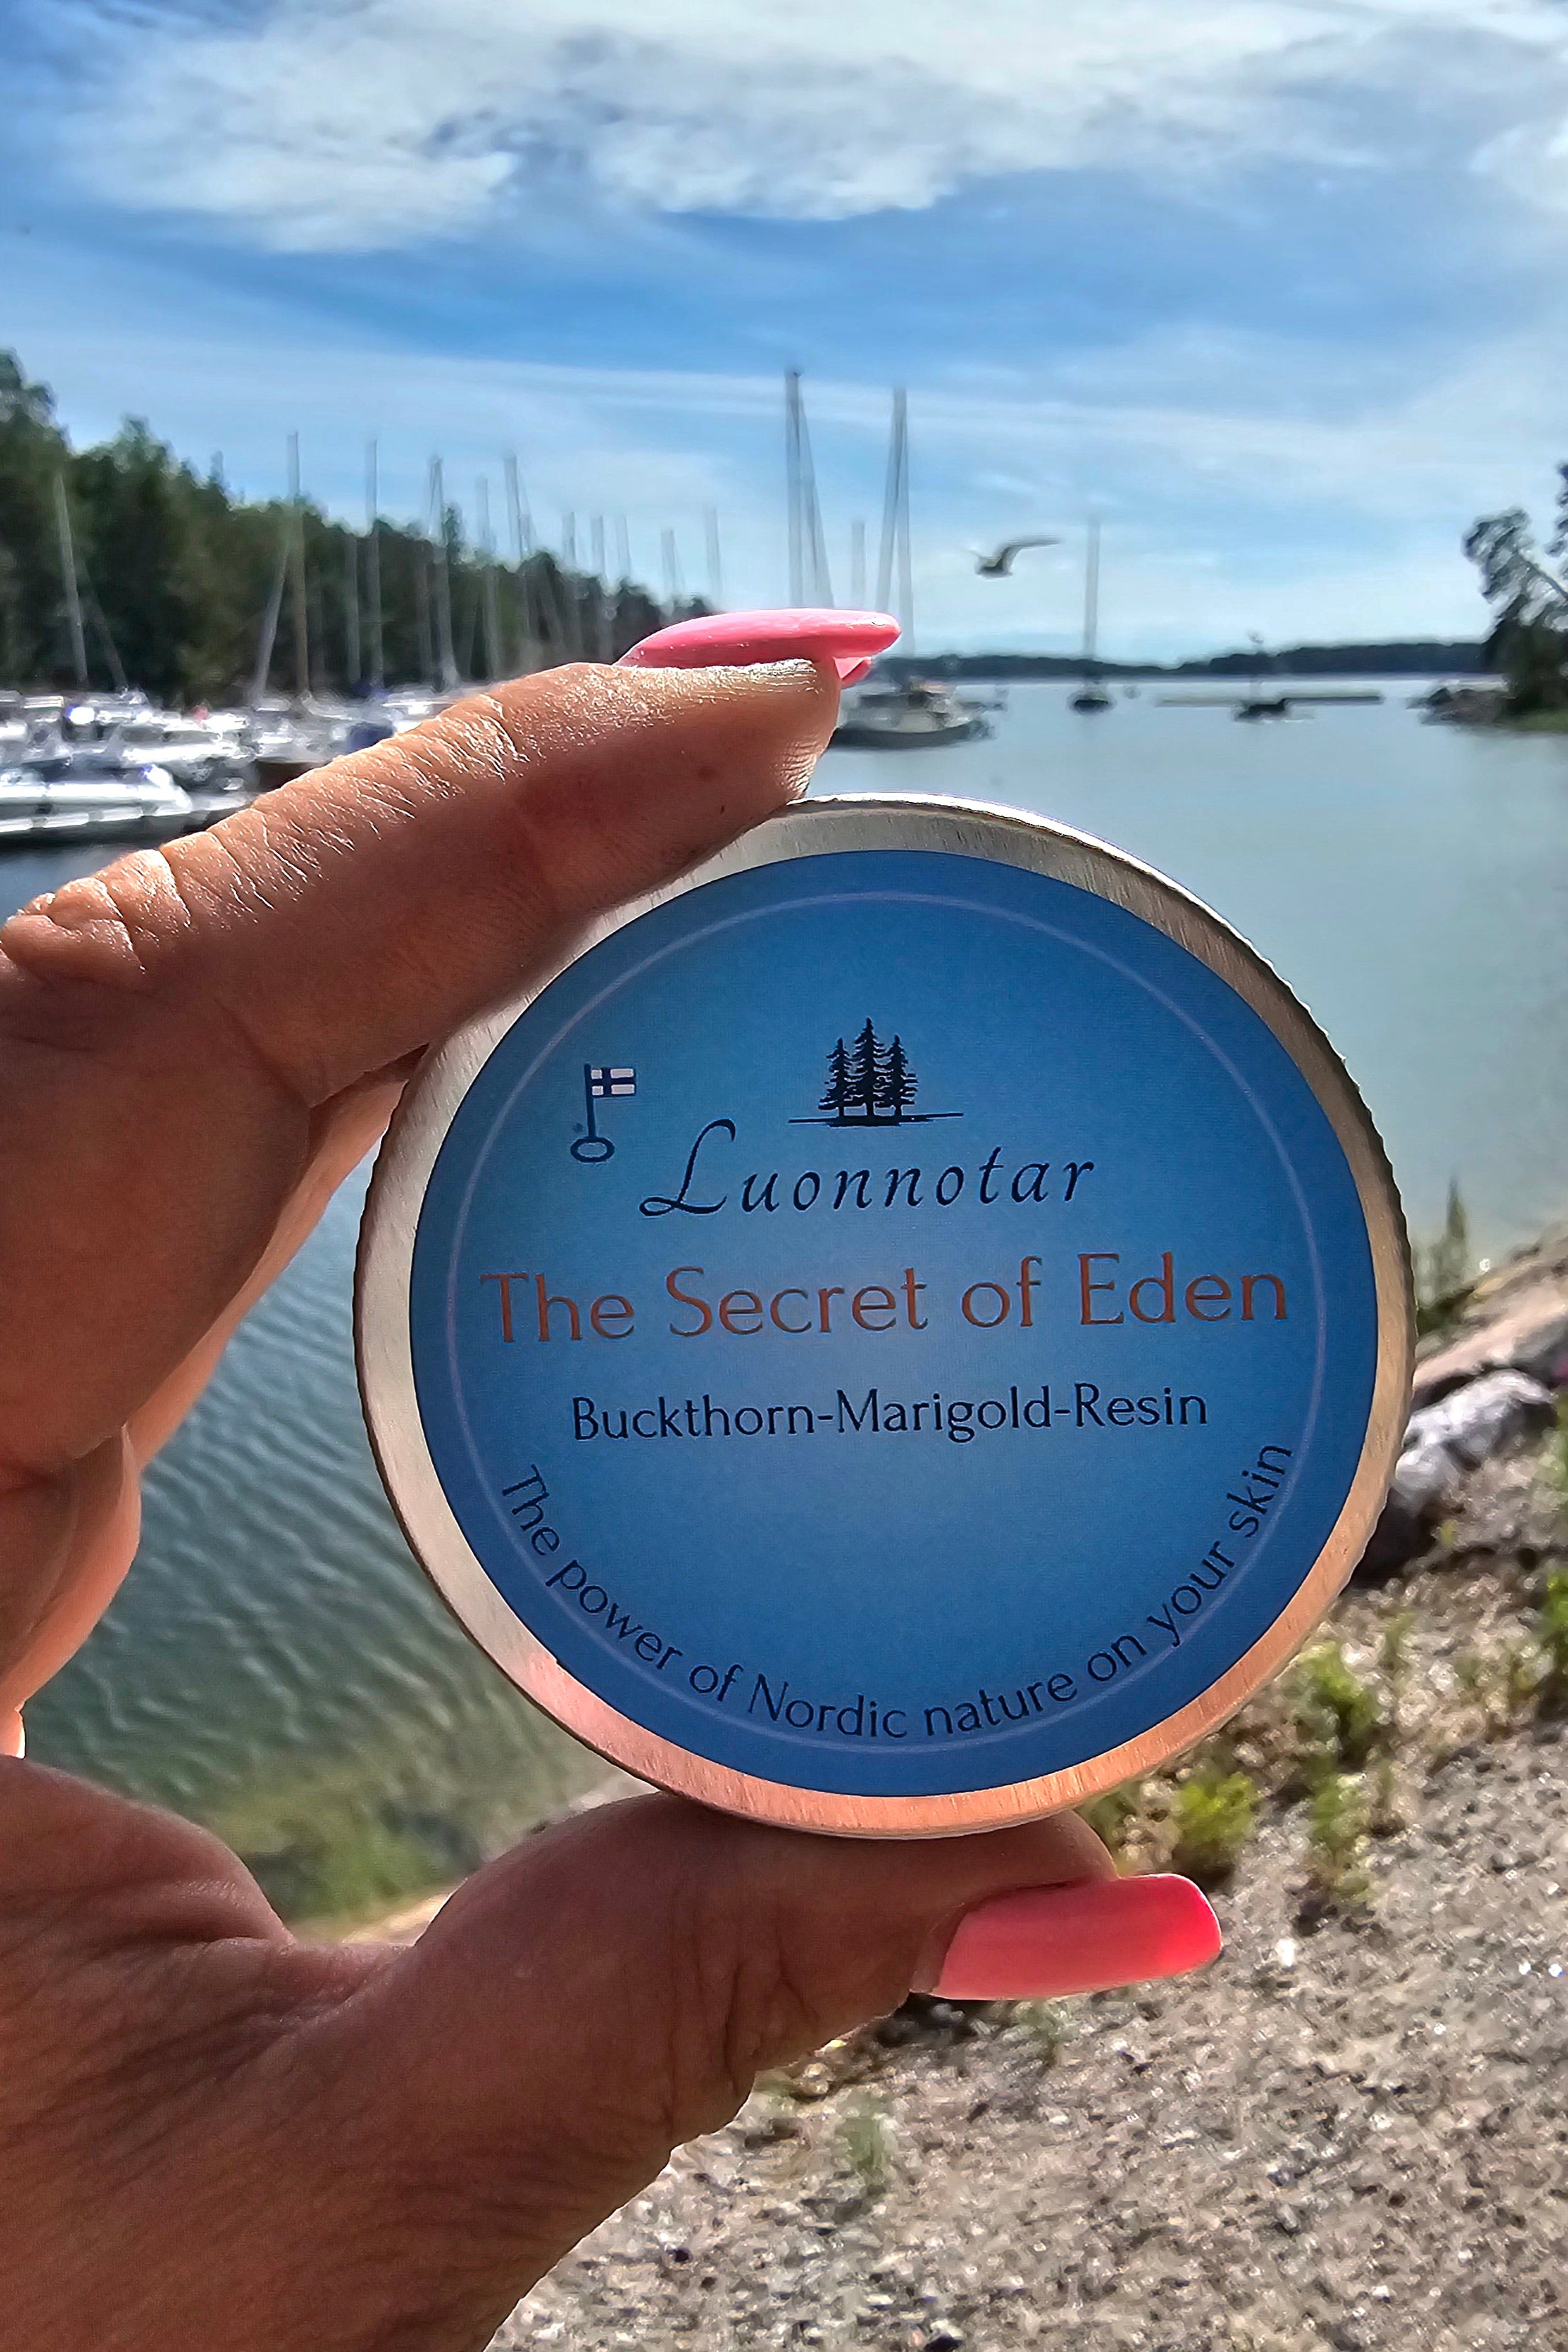 Luonnotar
The Secret of Eden
Buckthorn-Marigold-Resin
The power of Nordic nature on your skin